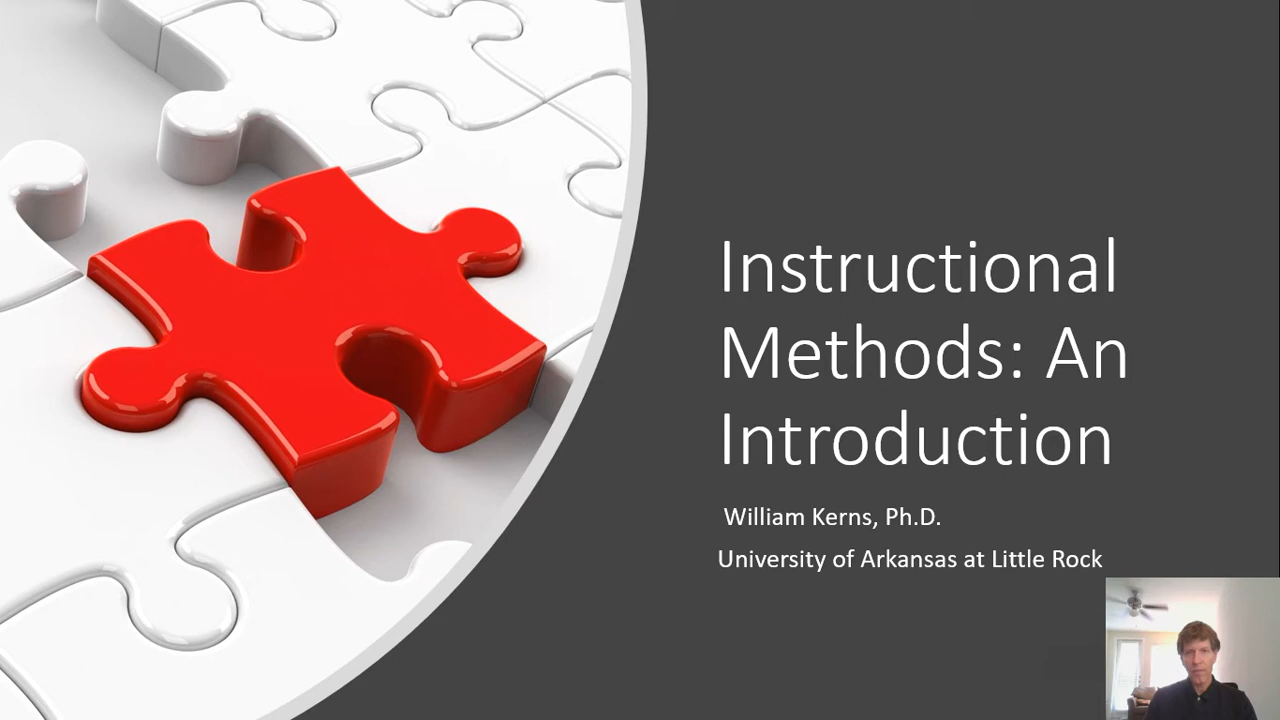 Instructional
Methods: An
Introduction
William Kerns, Ph.D.
University of Arkansas at Little Rock